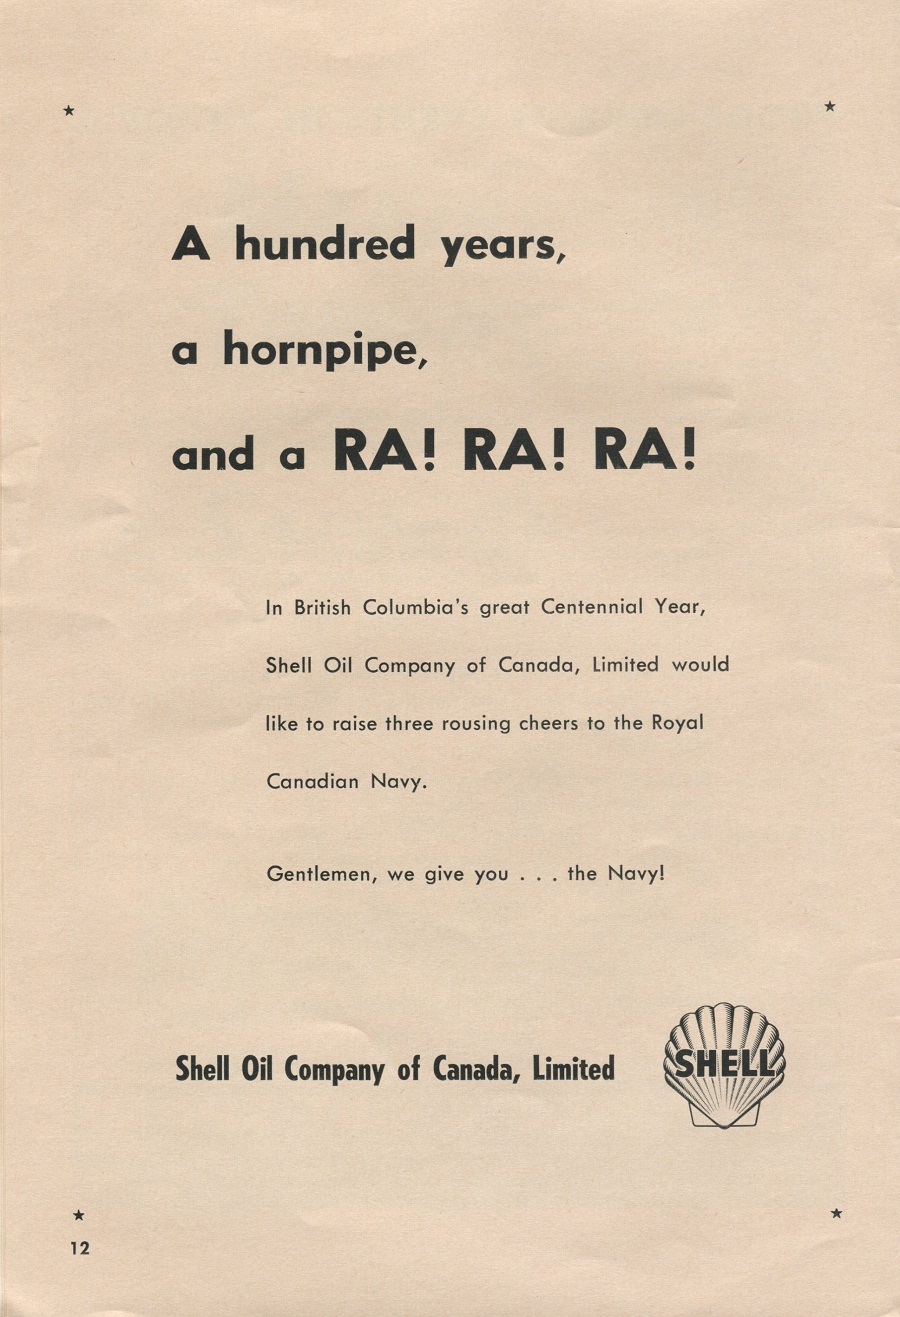 A hundred years,
a hornpipe,
and a RA! RA! RA!
In British Columbia's great Centennial Year,
Shell Oil Company of Canada, Limited would
like to raise three rousing cheers to the Royal
Canadian Navy.
Gentlemen, we give you . . . the Navy!
Shell Oil Company of Canada, Limited
SHELL
12